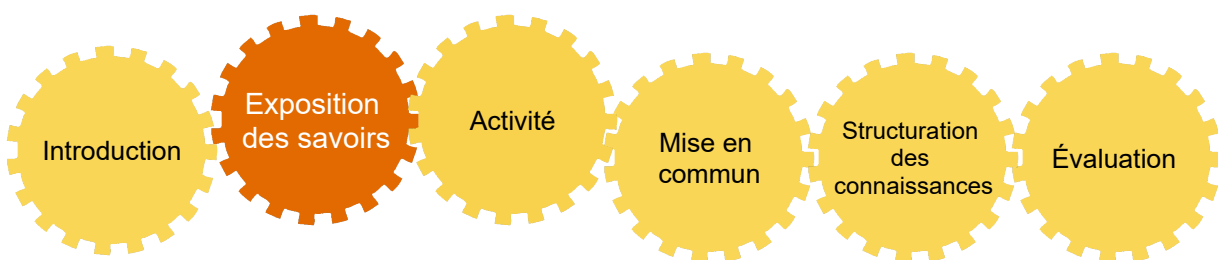 Introduction
Exposition
des savoirs
Activité
Mise en
commun
Structuration
des
connaissances
Évaluation